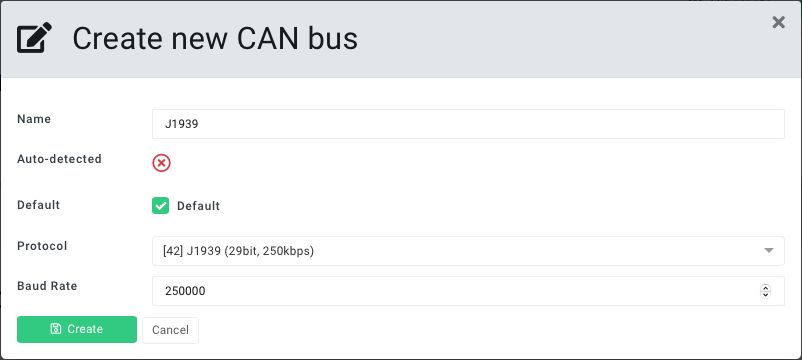 Create new CAN bus
Name
J1939
Auto-detected
Default
Default
Protocol
[42] J1939 (29bit, 250kbps)
Baud Rate
250000
Create
Cancel